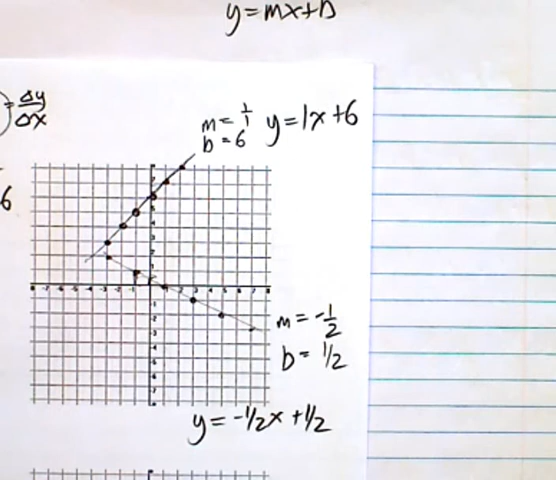 y=mx+b
= Δy/Δx
m = 1/1 y=1x+6
b = 6
6
m = -1/2
b = 1/2
y = -1/2x + 1/2